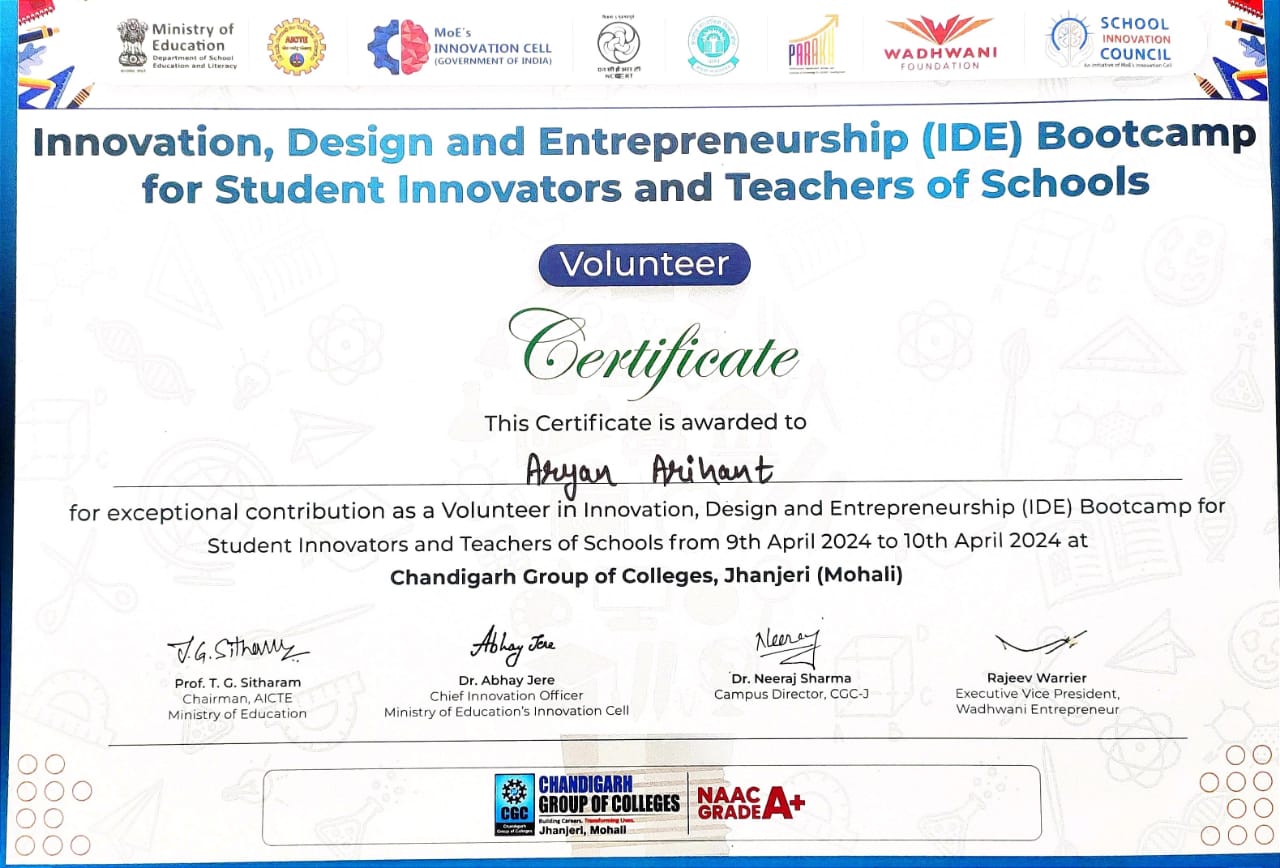 Ministry of
Education
Department of School
Education and Literacy
AICTE
MoE's
INNOVATION CELL
(GOVERNMENT OF INDIA)
NCERT
PARAKH
WADHWANI
FOUNDATION
SCHOOL
INNOVATION
COUNCIL
An initiative of MoE's Innovation Cell
Innovation, Design and Entrepreneurship (IDE) Bootcamp
for Student Innovators and Teachers of Schools
Volunteer
Certificate
This Certificate is awarded to
Aryan Arihant
for exceptional contribution as a Volunteer in Innovation, Design and Entrepreneurship (IDE) Bootcamp for
Student Innovators and Teachers of Schools from 9th April 2024 to 10th April 2024 at
Chandigarh Group of Colleges, Jhanjeri (Mohali)
T.G. Sitharam
Abhay Jere
Neeraj
Prof. T. G. Sitharam
Chairman, AICTE
Ministry of Education
Dr. Abhay Jere
Chief Innovation Officer
Ministry of Education's Innovation Cell
Dr. Neeraj Sharma
Campus Director, CGC-J
Rajeev Warrier
Executive Vice President,
Wadhwani Entrepreneur
CGC
Chandigarh
Group of Colleges
CHANDIGARH
GROUP OF COLLEGES
Building Careers. Transforming Lives.
Jhanjeri, Mohali
NAAC
GRADE A+